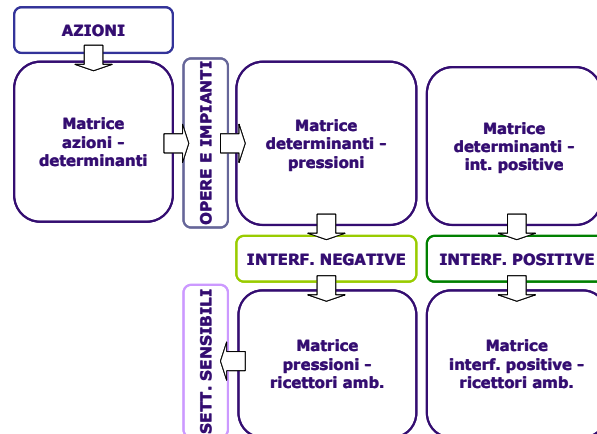 AZIONI
Matrice
azioni -
determinanti
OPERE E IMPIANTI
Matrice
determinanti -
pressioni
Matrice
determinanti -
int. positive
INTERF. NEGATIVE
INTERF. POSITIVE
SETT. SENSIBILI
Matrice
pressioni -
ricettori amb.
Matrice
interf. positive -
ricettori amb.